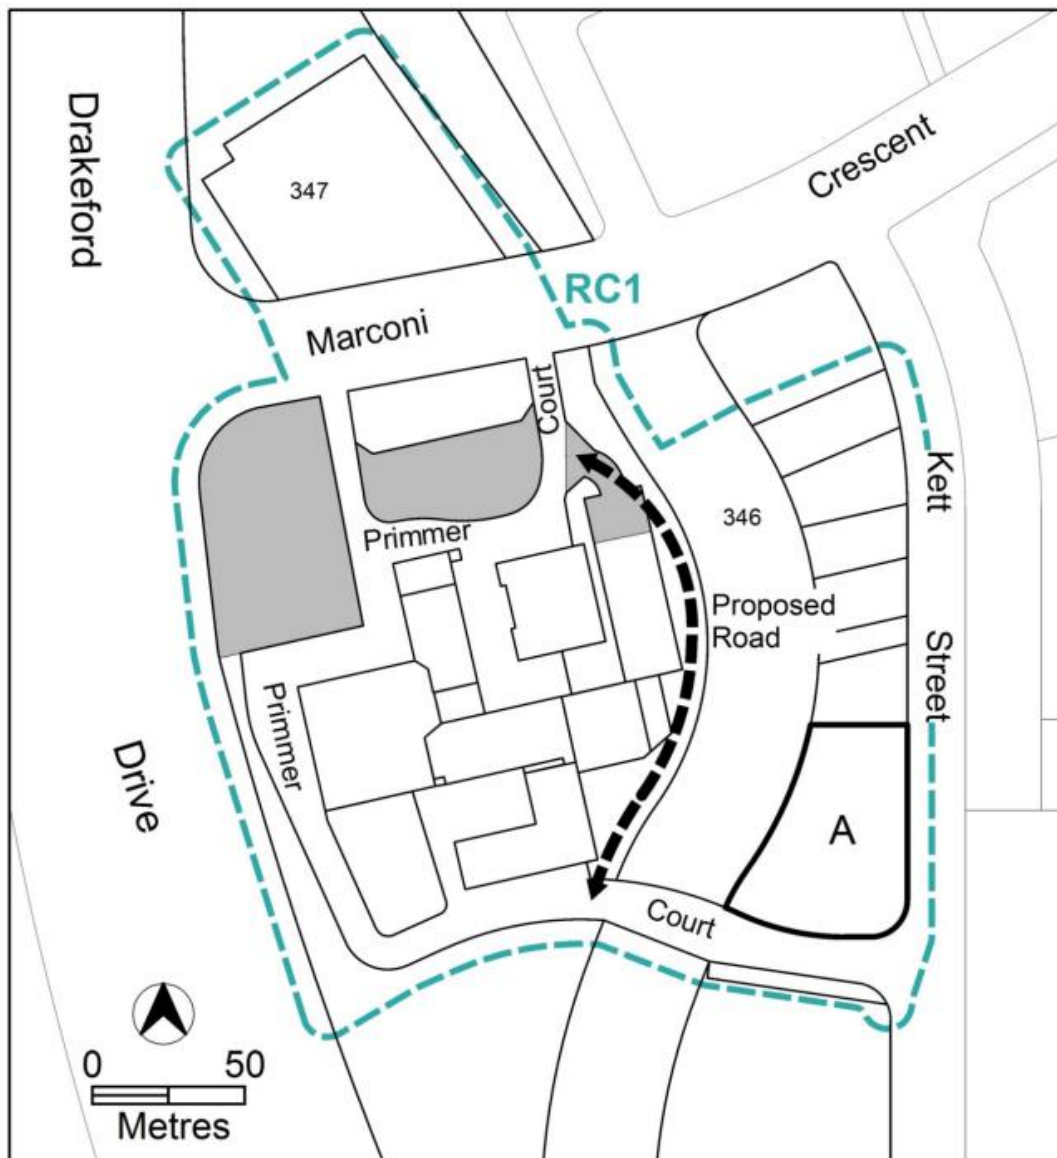 Drakeford
347
Crescent
RC1
Marconi
Court
Kett
346
Primmer
Proposed
Road
Street
Primmer
Drive
A
Court
0 50
Metres